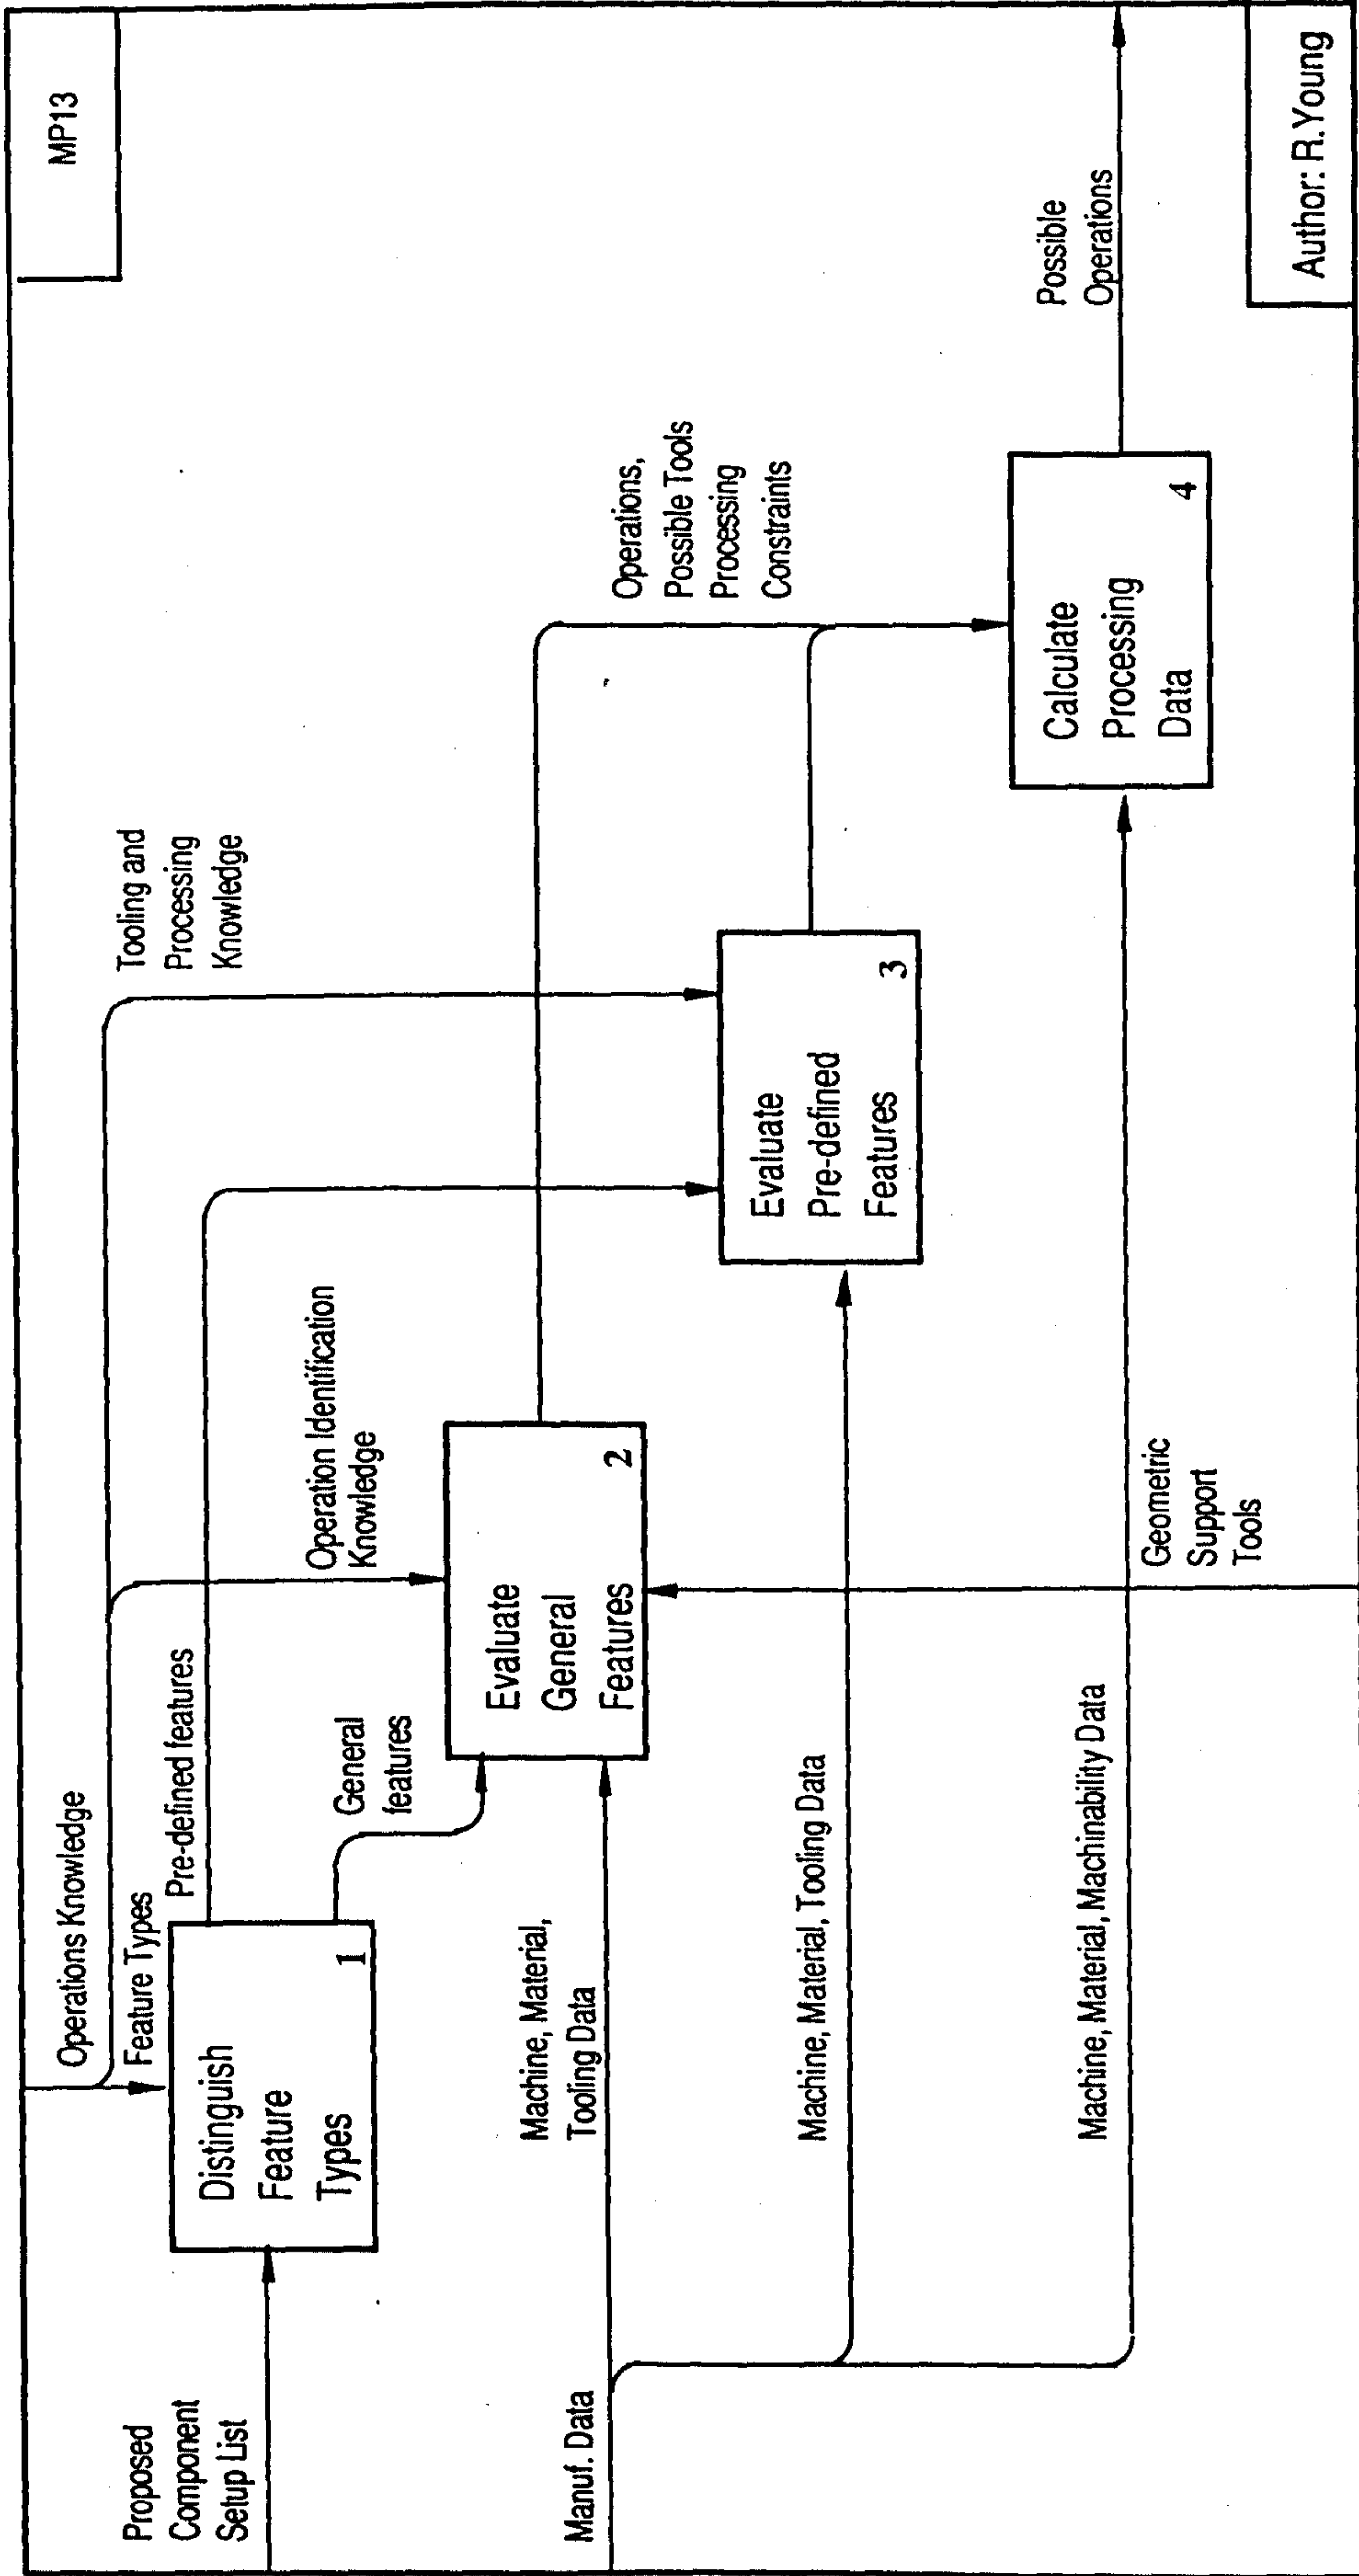 MP13
Operations Knowledge
Feature Types
Proposed
Component
Setup List
Distinguish
Feature
Types
1
Pre-defined features
General
features
Operation Identification
Knowledge
Tooling and
Processing
Knowledge
Manuf. Data
Machine, Material,
Tooling Data
Evaluate
General
Features
2
Operations,
Possible Tools
Processing
Constraints
Machine, Material, Tooling Data
Evaluate
Pre-defined
Features
3
Machine, Material, Machinability Data
Geometric
Support
Tools
Calculate
Processing
Data
4
Possible
Operations
Author: R.Young